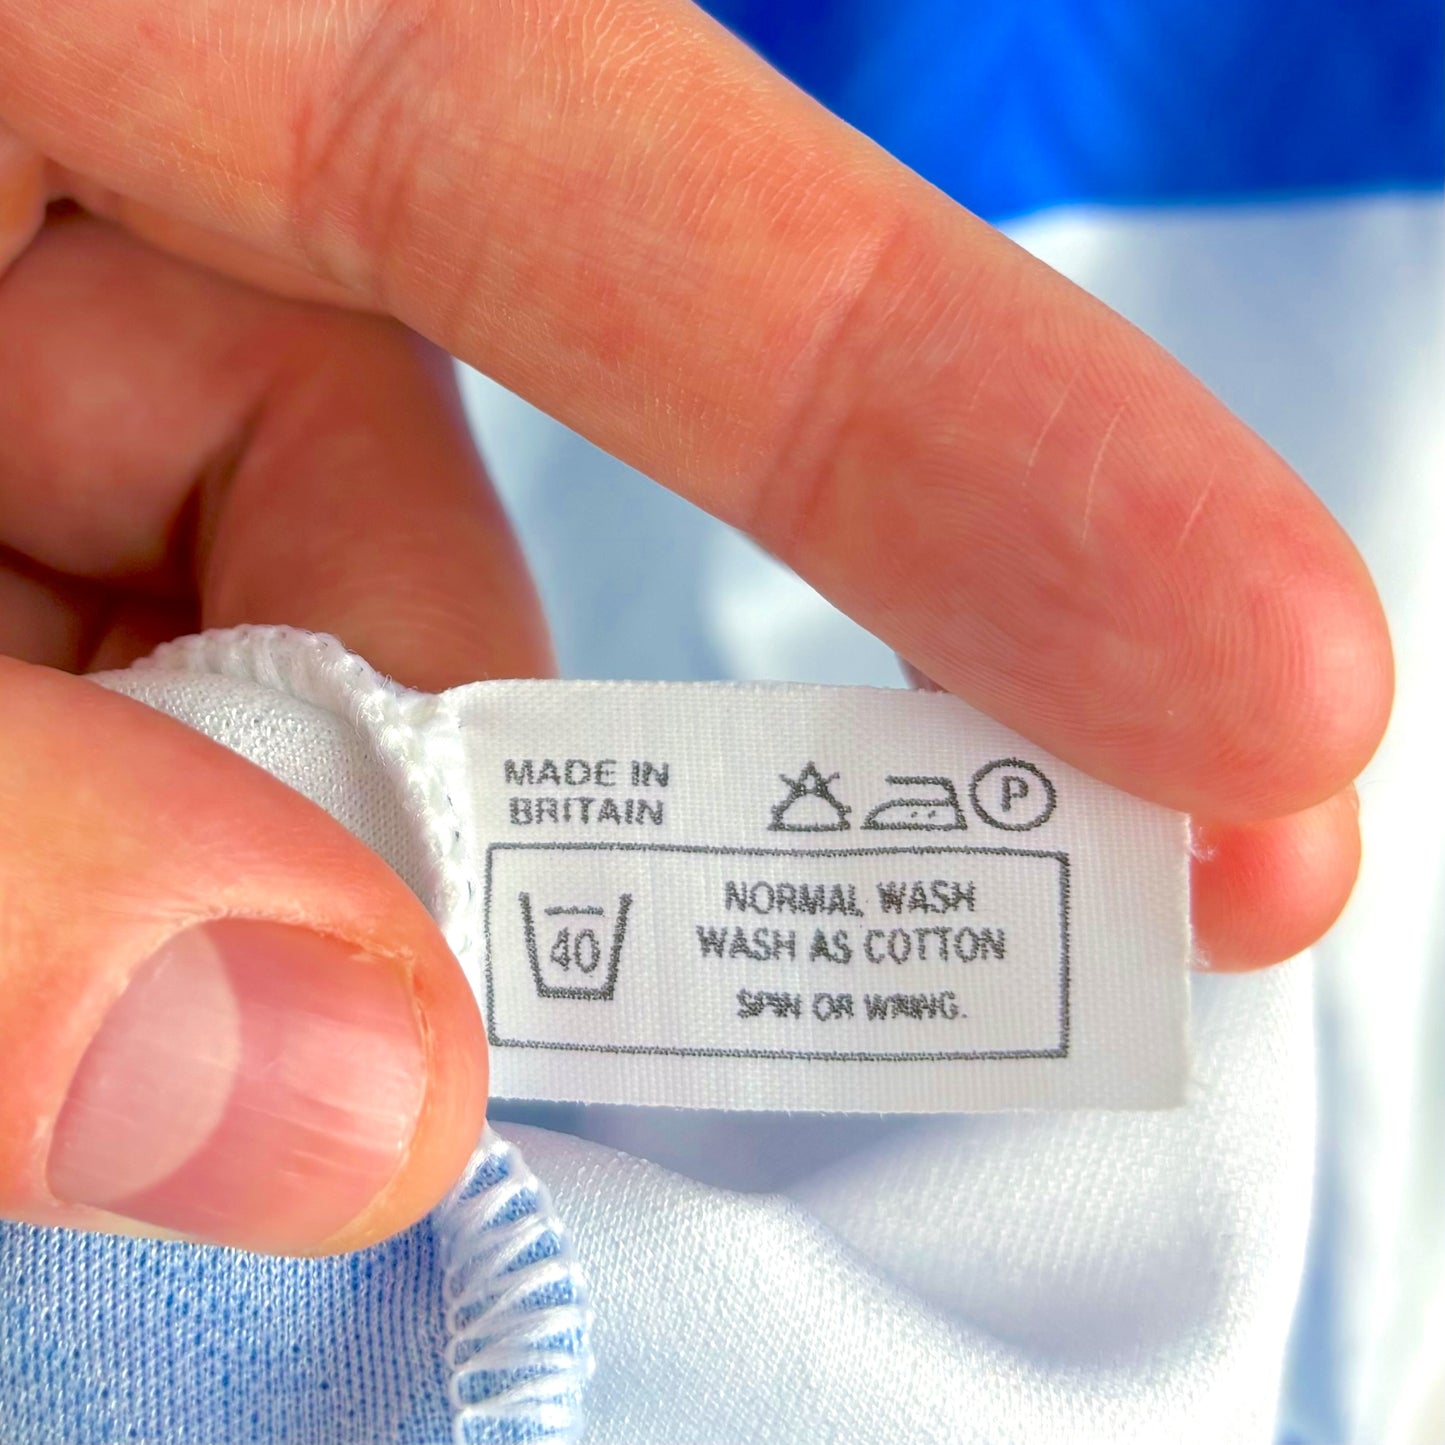 MADE IN
BRITAIN
P
40
NORMAL WASH
WASH AS COTTON
SPIN OR WRING.